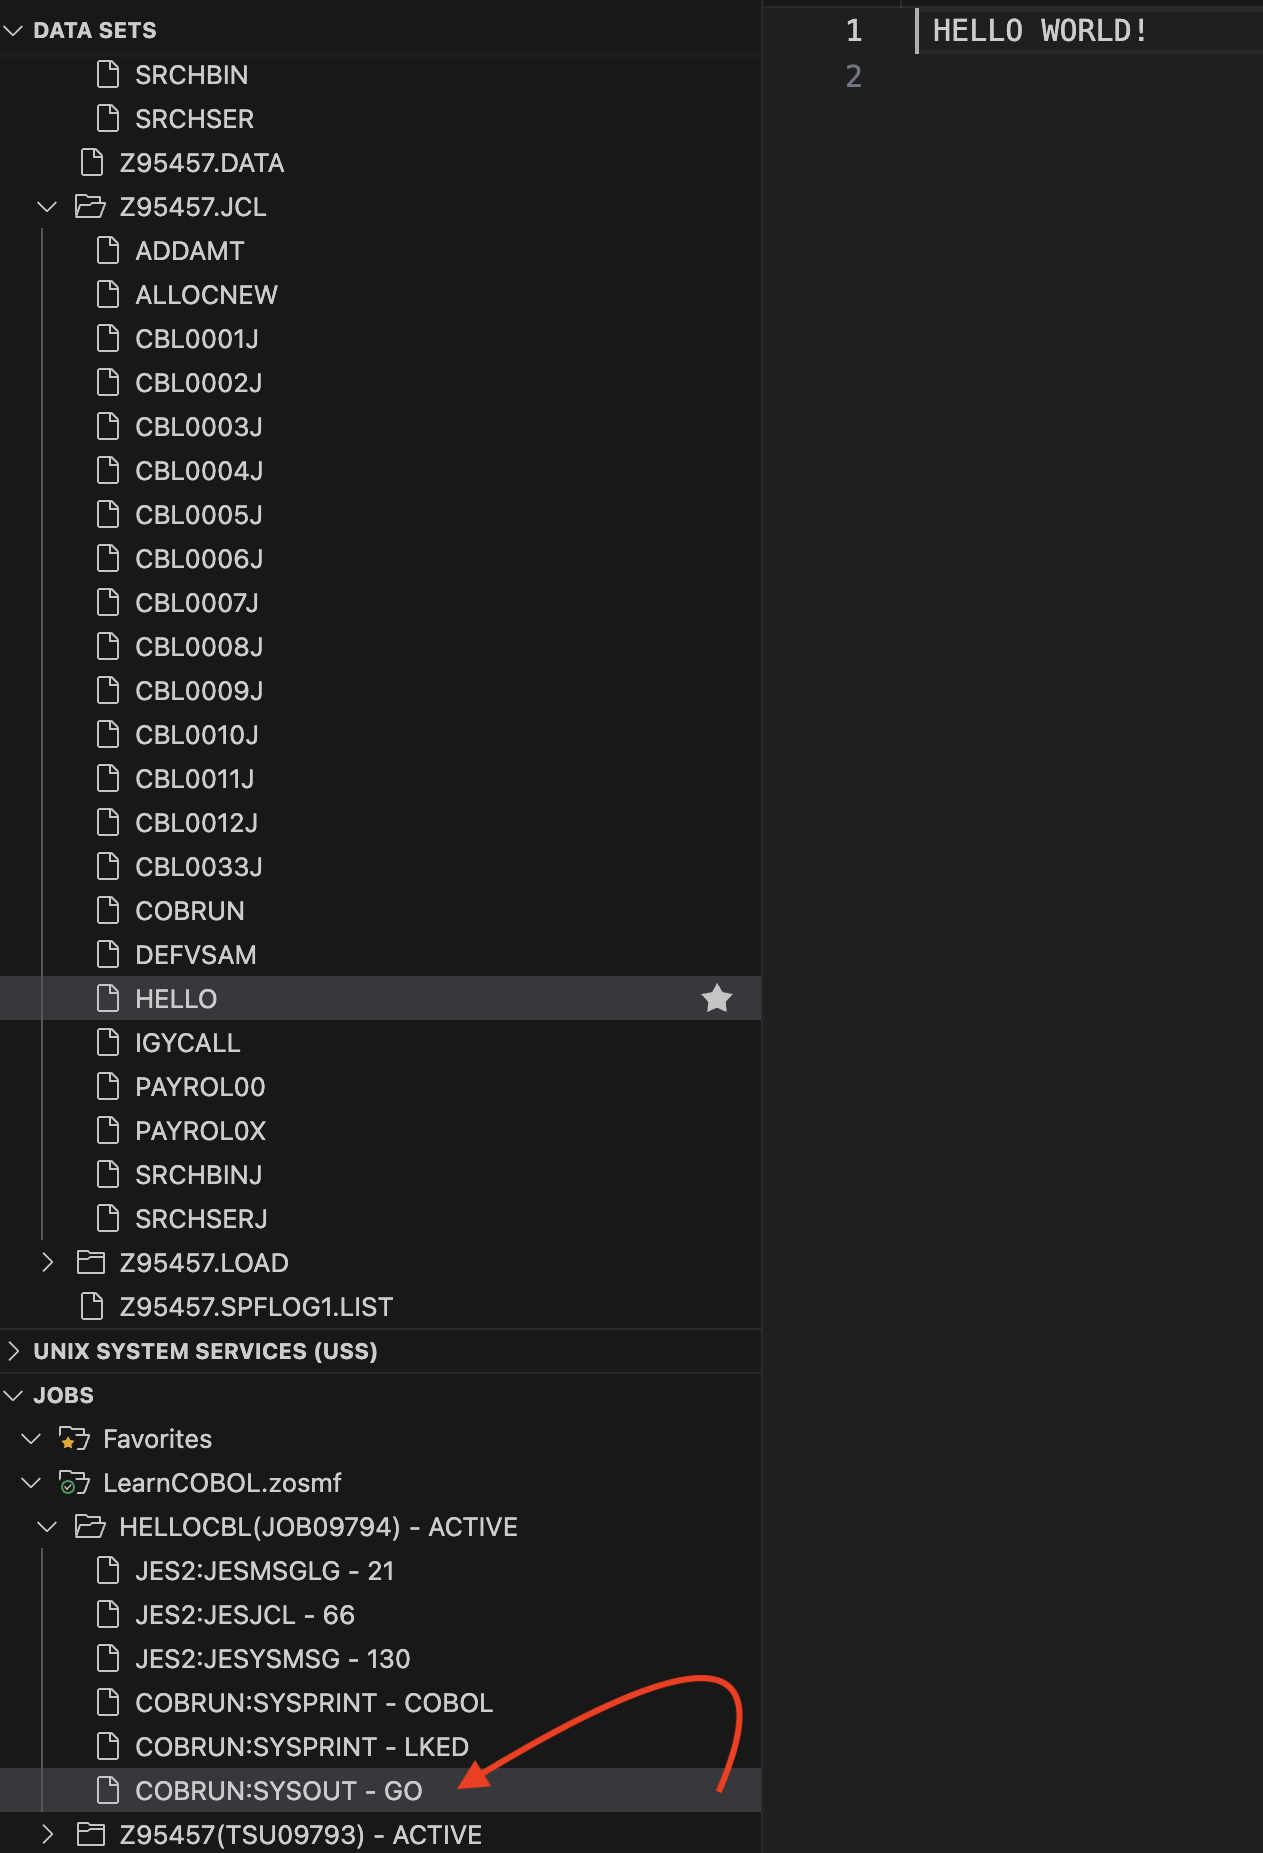 DATA SETS
SRCHBIN
SRCHSER
Z95457.DATA
Z95457.JCL
ADDAMT
ALLOCNEW
CBL0001J
CBL0002J
CBL0003J
CBL0004J
CBL0005J
CBL0006J
CBL0007J
CBL0008J
CBL0009J
CBL0010J
CBL0011J
CBL0012J
CBL0033J
COBRUN
DEFVSAM
HELLO
IGYCALL
PAYROL00
PAYROL0X
SRCHBINJ
SRCHSERJ
Z95457.LOAD
Z95457.SPFLOG1.LIST
UNIX SYSTEM SERVICES (USS)
JOBS
Favorites
LearnCOBOL.zosmf
HELLOCBL(JOB09794) - ACTIVE
JES2:JESMSGLG - 21
JES2:JESJCL - 66
JES2:JESYSMSG - 130
COBRUN:SYSPRINT - COBOL
COBRUN:SYSPRINT - LKED
COBRUN:SYSOUT - GO
Z95457(TSU09793) - ACTIVE
1 HELLO WORLD!
2